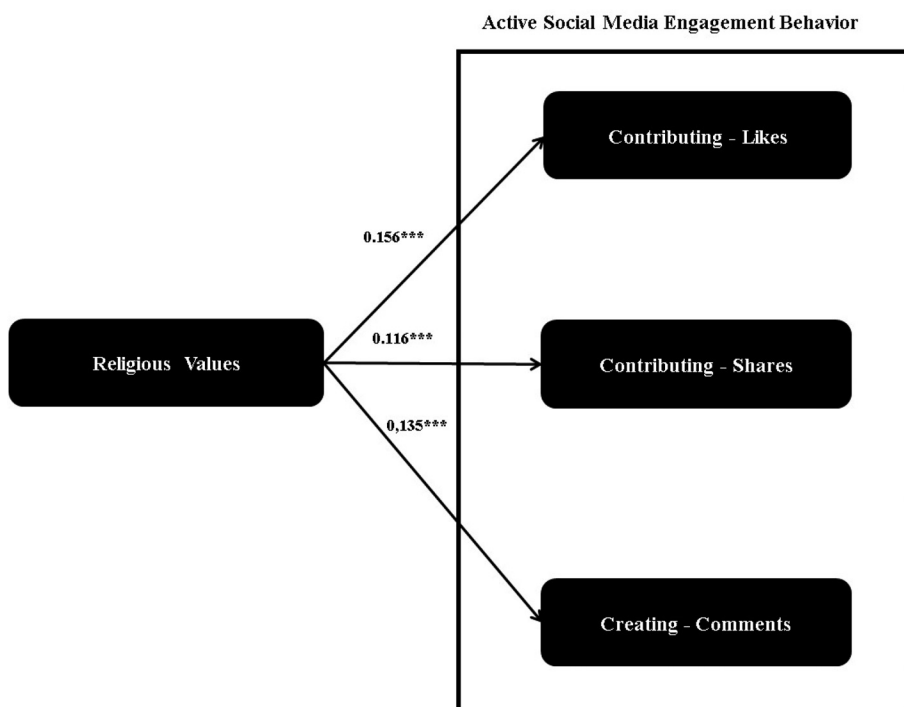 Active Social Media Engagement Behavior
Contributing - Likes
0.156***
Religious Values
0.116***
Contributing - Shares
0,135***
Creating - Comments